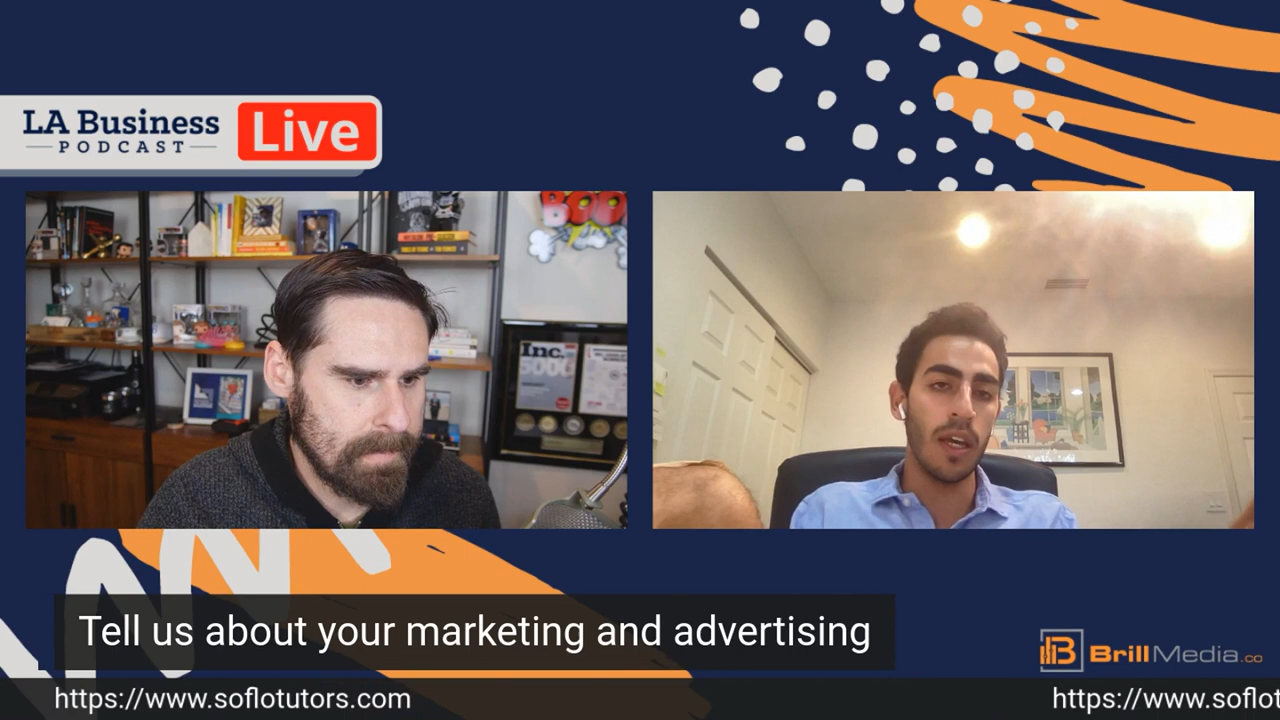 LA Business
PODCAST
Live
BOO
Inc.
5000
Tell us about your marketing and advertising
BrillMedia.co
https://www.soflotutors.com
https://www.soflot